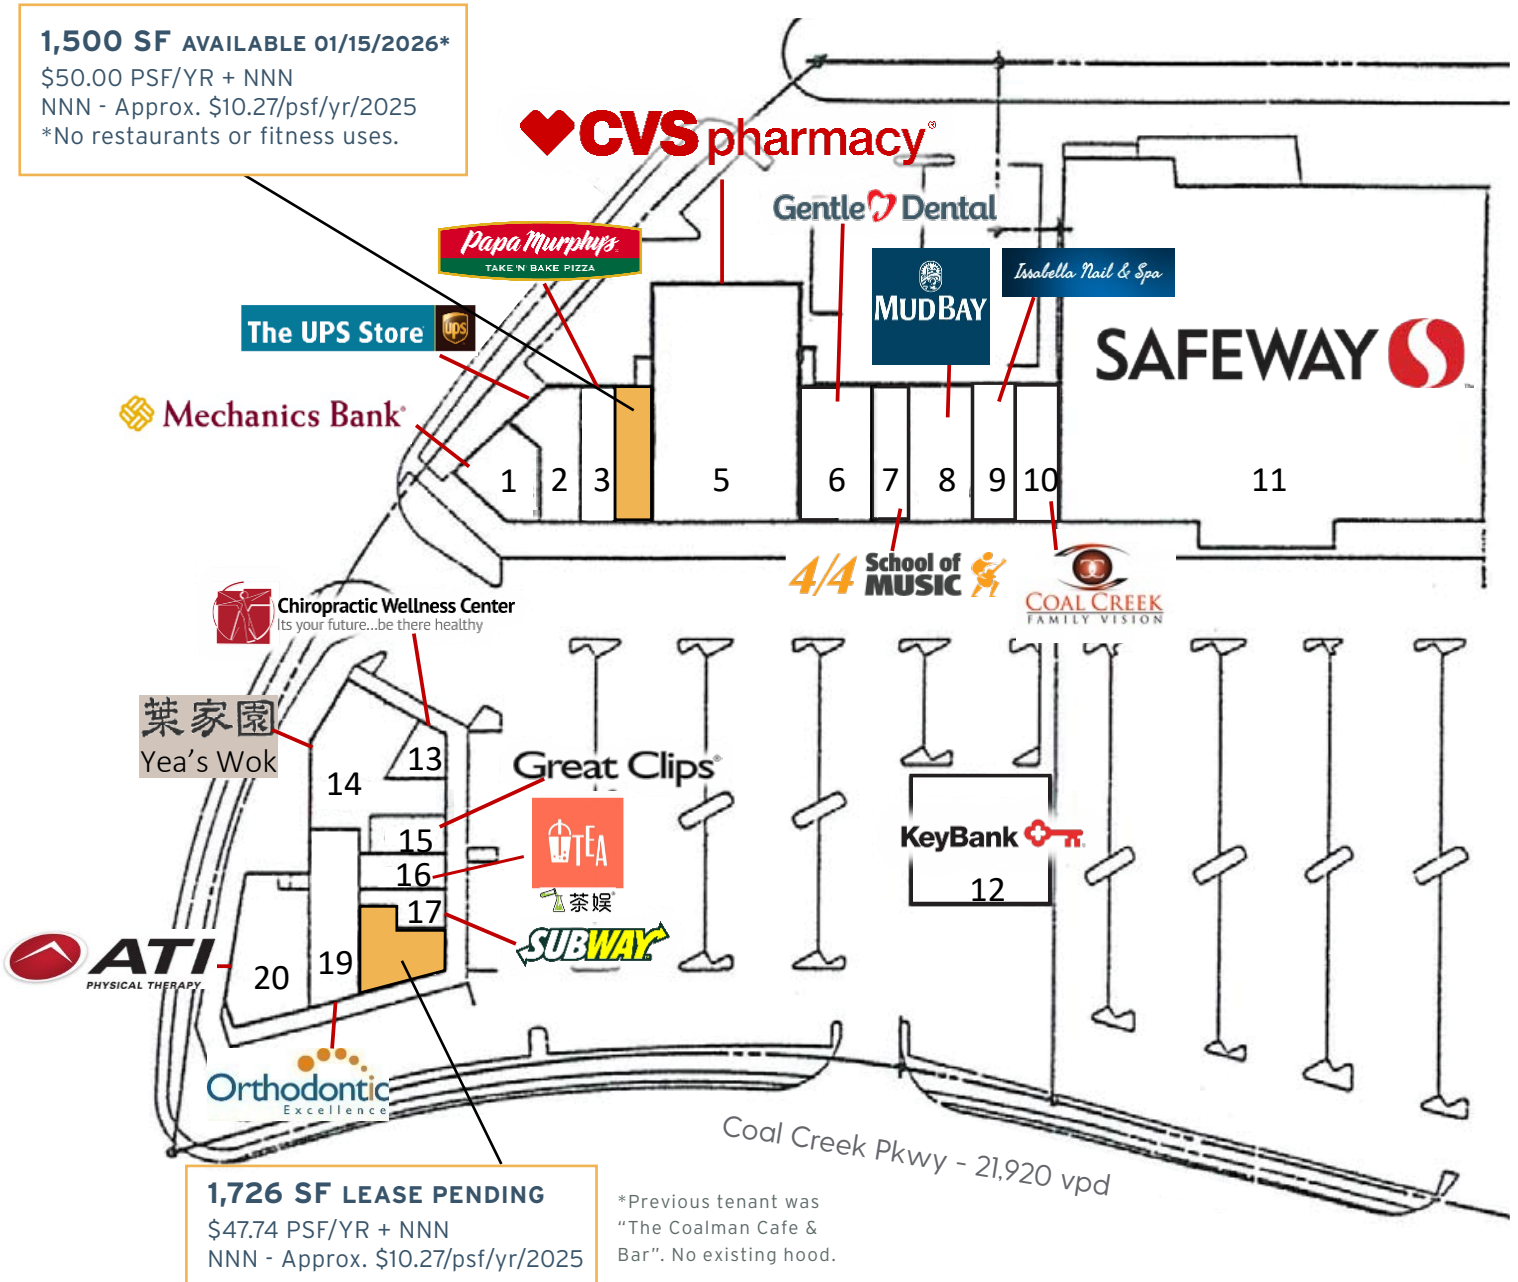 1,500 SF AVAILABLE 01/15/2026*
$50.00 PSF/YR + NNN
NNN - Approx. $10.27/psf/yr/2025
*No restaurants or fitness uses.
CVS pharmacy®
Gentle Dental
Papa Murphy's
TAKE 'N' BAKE PIZZA
MUD BAY
Issabella Nail & Spa
The UPS Store
ups
SAFEWAY
Mechanics Bank®
1
2
3
5
6
7
8
9
10
11
4/4 School of
MUSIC
COAL CREEK
FAMILY VISION
Chiropractic Wellness Center
Its your future...be there healthy
葉家園
Yea's Wok
13
14
Great Clips®
15
TEA
茶娱
16
KeyBank
12
17
SUBWAY
ATI
PHYSICAL THERAPY
20
19
Orthodontic
Excellence
Coal Creek Pkwy - 21,920 vpd
1,726 SF LEASE PENDING
$47.74 PSF/YR + NNN
NNN - Approx. $10.27/psf/yr/2025
*Previous tenant was
“The Coalman Cafe &
Bar”. No existing hood.